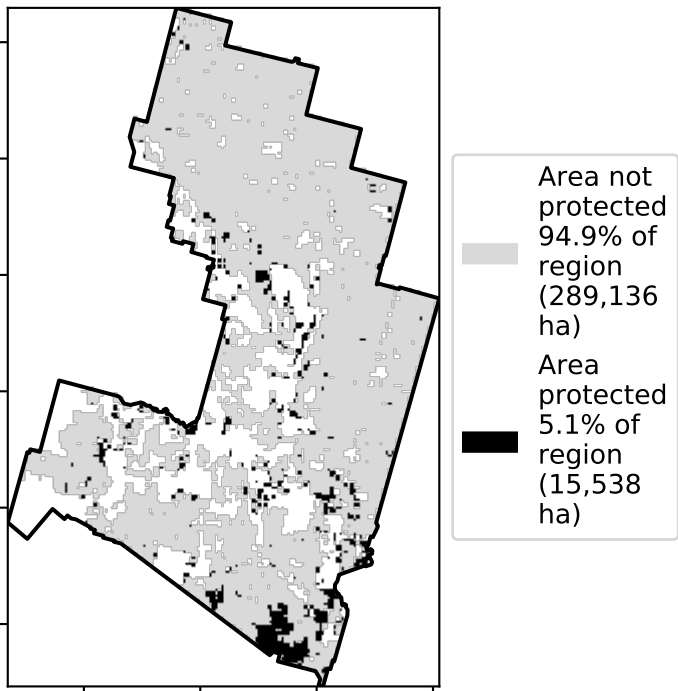 Area not
protected
94.9% of
region
(289,136
ha)
Area
protected
5.1% of
region
(15,538
ha)